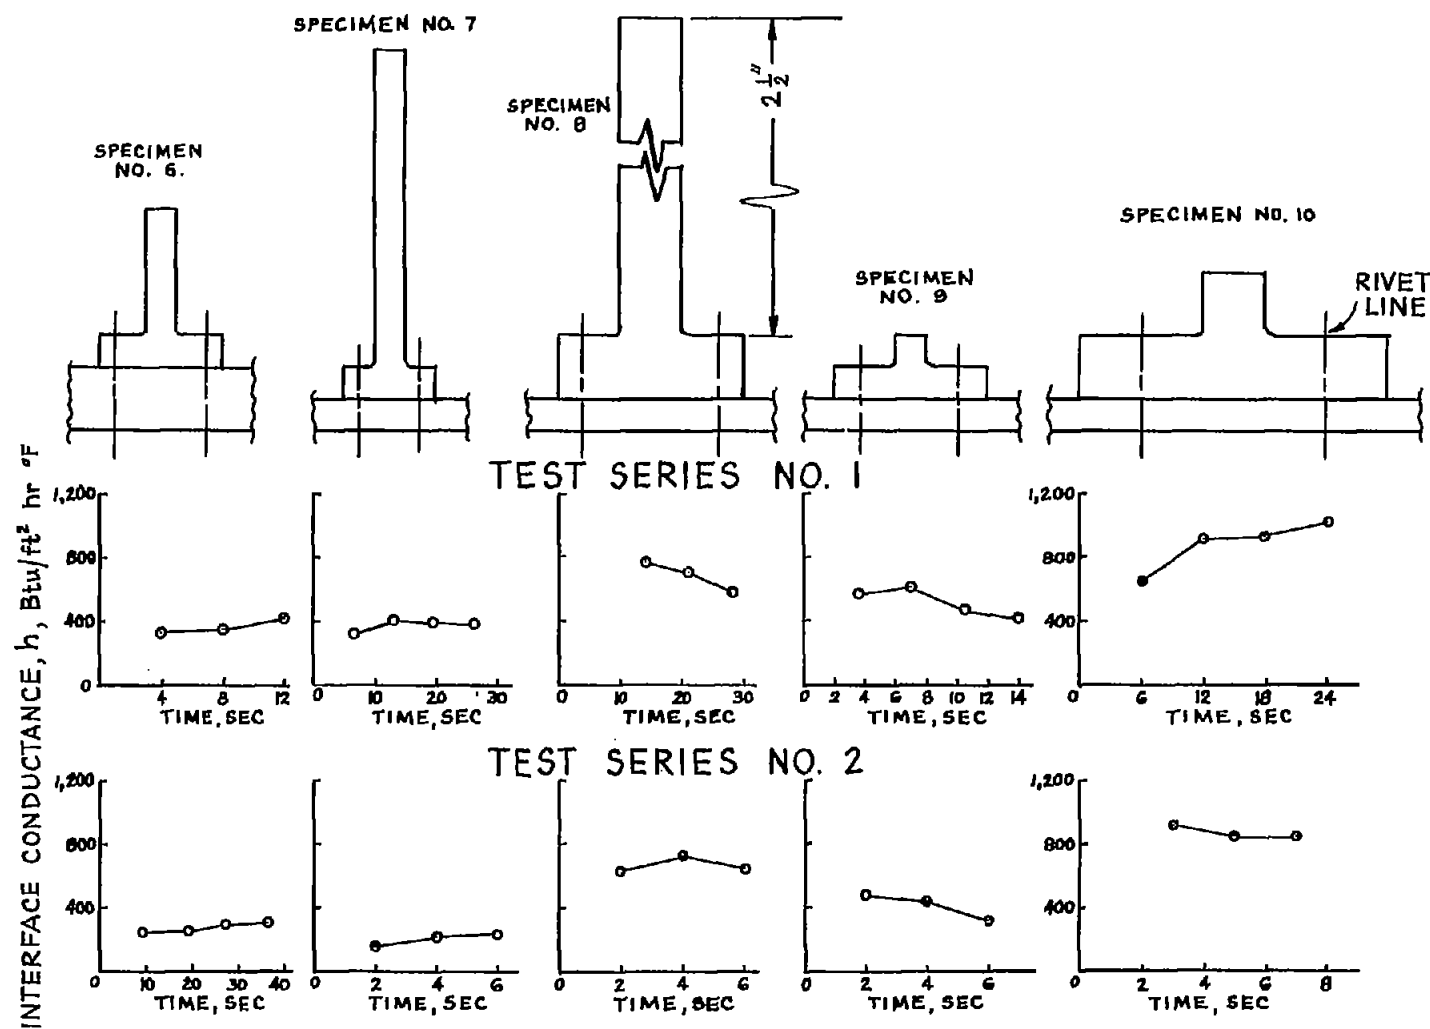 SPECIMEN NO. 7
SPECIMEN
NO. 8
2 1/2"
SPECIMEN
NO. 6.
SPECIMEN NO. 10
SPECIMEN
NO. 9
RIVET
LINE
INTERFACE CONDUCTANCE, h, Btu/ft² hr °F
TEST SERIES NO. 1
1,200
800
400
0
4 8 12
TIME, SEC
0 10 20 30
TIME, SEC
0 10 20 30
TIME, SEC
0 2 4 6 8 10 12 14
TIME, SEC
1,200
800
400
0 6 12 18 24
TIME, SEC
TEST SERIES NO. 2
1,200
800
400
0 10 20 30 40
TIME, SEC
0 2 4 6
TIME, SEC
0 2 4 6
TIME, SEC
0 2 4 6
TIME, SEC
1,200
800
400
0 2 4 6 8
TIME, SEC